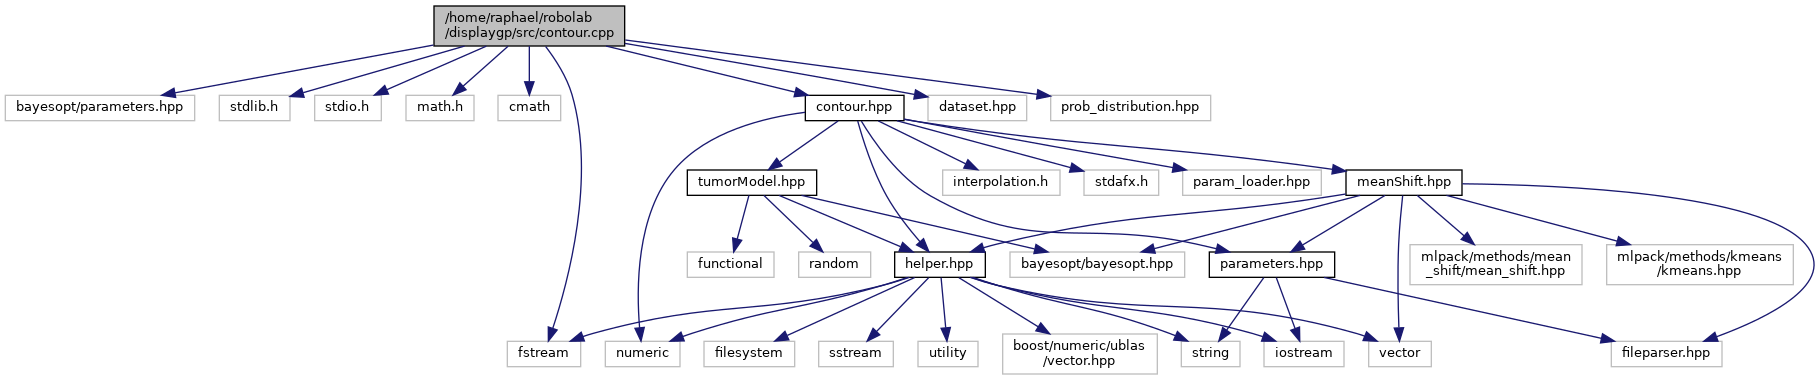 /home/raphael/robolab
/displaygp/src/contour.cpp
bayesopt/parameters.hpp
stdlib.h
stdio.h
math.h
cmath
contour.hpp
dataset.hpp
prob_distribution.hpp
tumorModel.hpp
interpolation.h
stdafx.h
param_loader.hpp
meanShift.hpp
functional
random
helper.hpp
bayesopt/bayesopt.hpp
parameters.hpp
mlpack/methods/mean
_shift/mean_shift.hpp
mlpack/methods/kmeans
/kmeans.hpp
fstream
numeric
filesystem
sstream
utility
boost/numeric/ublas
/vector.hpp
string
iostream
vector
fileparser.hpp